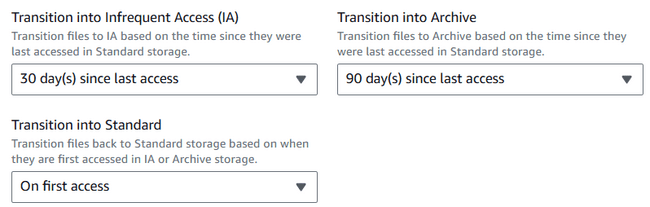 Transition into Infrequent Access (IA)
Transition files to IA based on the time since they were
last accessed in Standard storage.
30 day(s) since last access
Transition into Archive
Transition files to Archive based on the time since they
were last accessed in Standard storage.
90 day(s) since last access
Transition into Standard
Transition files back to Standard storage based on when
they are first accessed in IA or Archive storage.
On first access